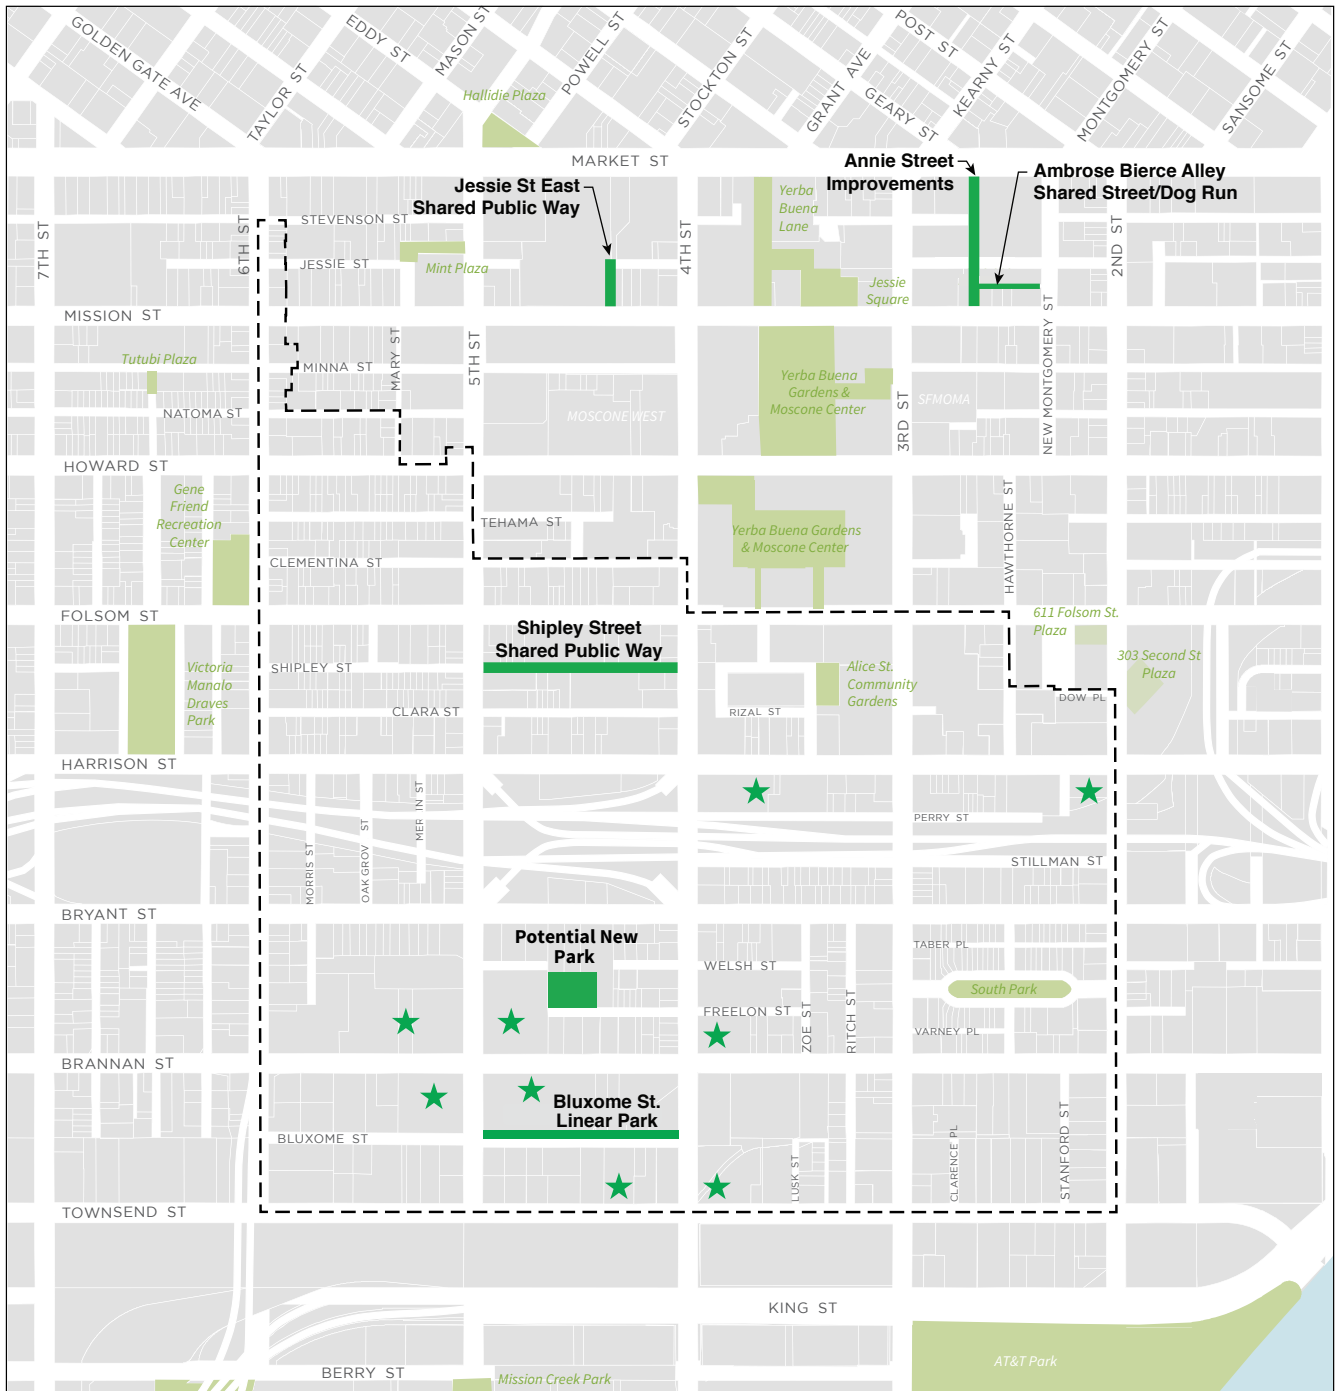 GOLDEN GATE AVE
TAYLOR ST
EDDY ST
MASON ST
POWELL ST
STOCKTON ST
GRANT AVE
POST ST
GEARY ST
KEARNY ST
MONTGOMERY ST
SANSOME ST
Hallidie Plaza
MARKET ST
Jessie St East
Shared Public Way
Annie Street
Improvements
Ambrose Bierce Alley
Shared Street/Dog Run
7TH ST
6TH ST
STEVENSON ST
JESSIE ST
Mint Plaza
4TH ST
Yerba
Buena
Lane
Jessie
Square
2ND ST
MISSION ST
Tutubi Plaza
MINNA ST
MARY ST
5TH ST
NATOMA ST
MOSCONE WEST
Yerba Buena
Gardens &
Moscone Center
3RD ST
SFMOMA
NEW MONTGOMERY ST
HOWARD ST
Gene
Friend
Recreation
Center
TEHAMA ST
CLEMENTINA ST
Yerba Buena Gardens
& Moscone Center
HAWTHORNE ST
FOLSOM ST
611 Folsom St.
Plaza
303 Second St
Plaza
Shipley Street
Shared Public Way
Victoria
Manalo
Draves
Park
SHIPLEY ST
CLARA ST
RIZAL ST
Alice St.
Community
Gardens
DOW PL
HARRISON ST
MORRIS ST
OAK GROV ST
MER IN ST
PERRY ST
STILLMAN ST
BRYANT ST
Potential New
Park
WELSH ST
FREELON ST
ZOE ST
RITCH ST
TABER PL
South Park
VARNEY PL
BRANNAN ST
Bluxome St.
Linear Park
BLUXOME ST
LUSK ST
CLARENCE PL
STANFORD ST
TOWNSEND ST
KING ST
BERRY ST
Mission Creek Park
AT&T Park